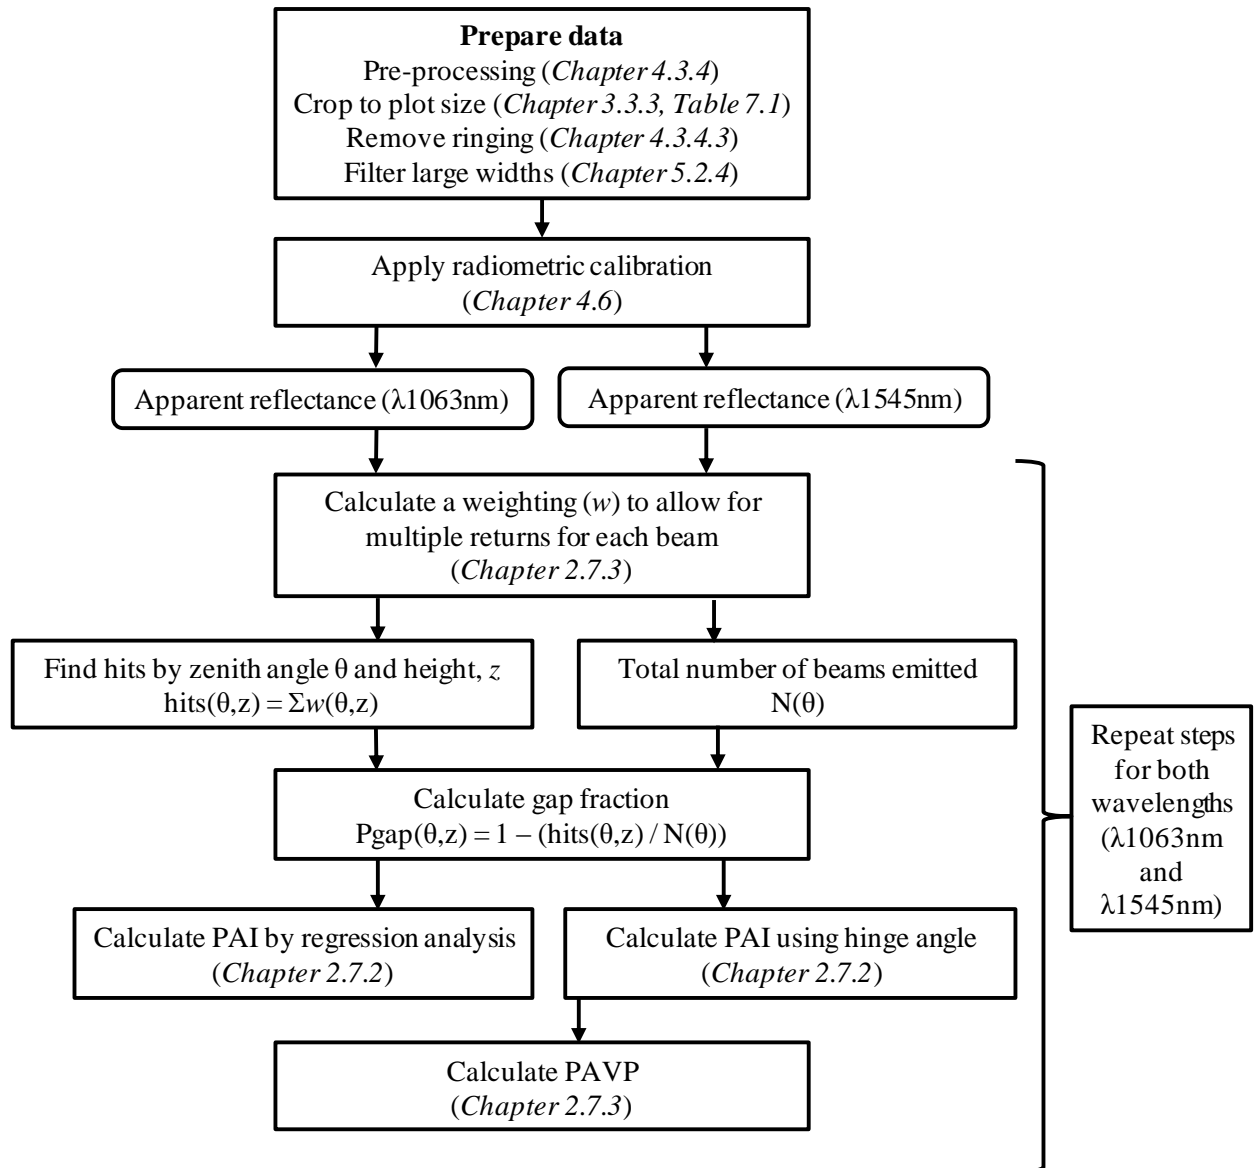 Prepare data
Pre-processing (Chapter 4.3.4)
Crop to plot size (Chapter 3.3.3, Table 7.1)
Remove ringing (Chapter 4.3.4.3)
Filter large widths (Chapter 5.2.4)
Apply radiometric calibration
(Chapter 4.6)
Apparent reflectance (λ1063nm)
Apparent reflectance (λ1545nm)
Calculate a weighting (w) to allow for
multiple returns for each beam
(Chapter 2.7.3)
Find hits by zenith angle θ and height, z
hits(θ,z) = Σw(θ,z)
Total number of beams emitted
N(θ)
Calculate gap fraction
Pgap(θ,z) = 1 – (hits(θ,z) / N(θ))
Calculate PAI by regression analysis
(Chapter 2.7.2)
Calculate PAI using hinge angle
(Chapter 2.7.2)
Calculate PAVP
(Chapter 2.7.3)
Repeat steps
for both
wavelengths
(λ1063nm
and
λ1545nm)